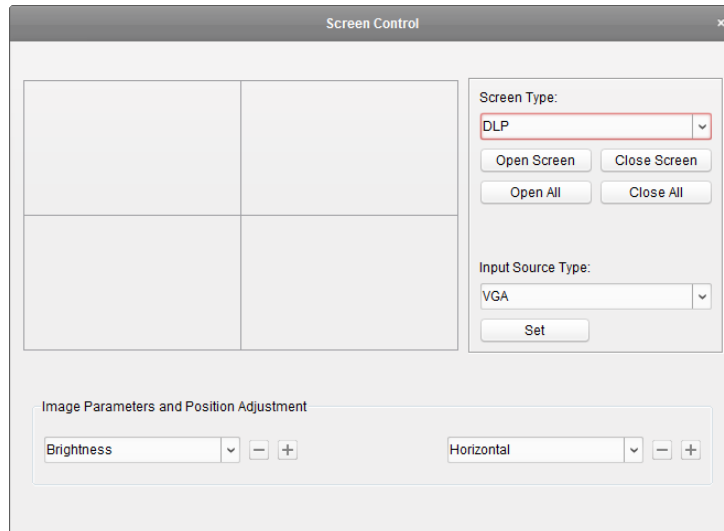 Screen Control
Screen Type:
DLP
Open Screen
Close Screen
Open All
Close All
Input Source Type:
VGA
Set
Image Parameters and Position Adjustment
Brightness
Horizontal